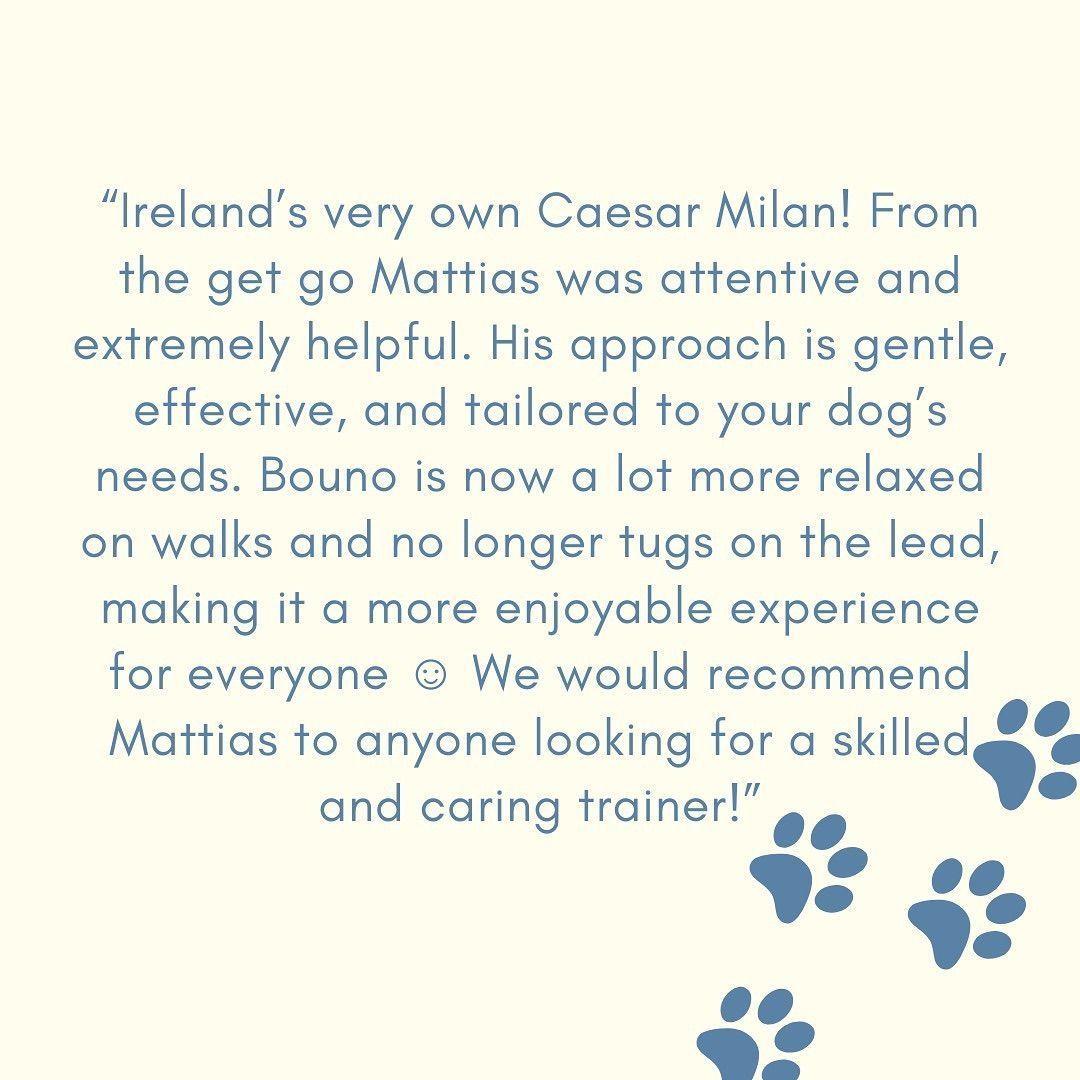 “Ireland’s very own Caesar Milan! From
the get go Mattias was attentive and
extremely helpful. His approach is gentle,
effective, and tailored to your dog’s
needs. Bouno is now a lot more relaxed
on walks and no longer tugs on the lead,
making it a more enjoyable experience
for everyone ☺ We would recommend
Mattias to anyone looking for a skilled
and caring trainer!”